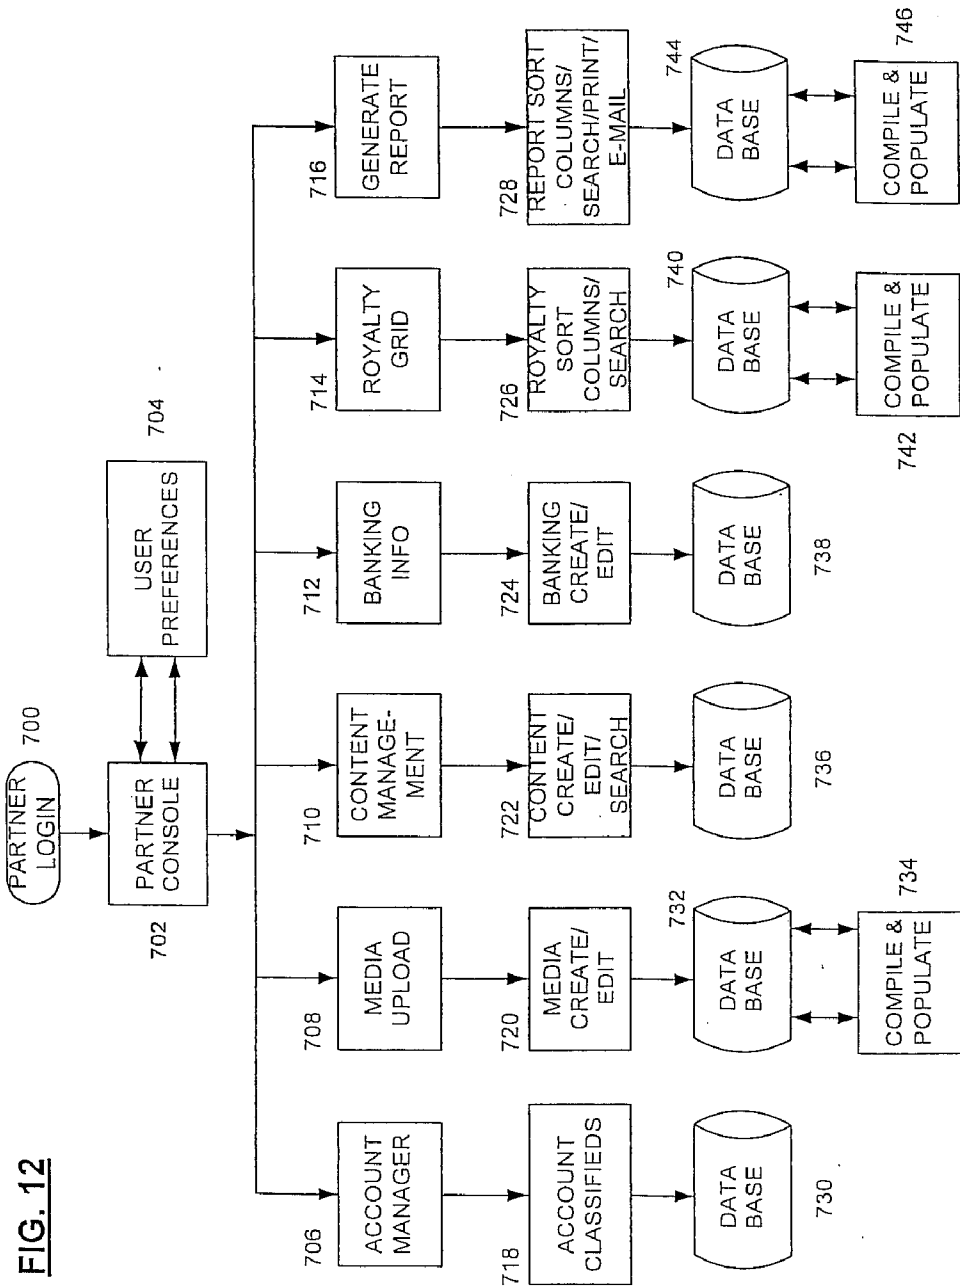 FIG. 12
PARTNER
LOGIN
700
PARTNER
CONSOLE
702
USER
PREFERENCES
704
706
ACCOUNT
MANAGER
708
MEDIA
UPLOAD
710
CONTENT
MANAGE-
MENT
712
BANKING
INFO
714
ROYALTY
GRID
716
GENERATE
REPORT
718
ACCOUNT
CLASSIFIEDS
720
MEDIA
CREATE/
EDIT
722
CONTENT
CREATE/
EDIT/
SEARCH
724
BANKING
CREATE/
EDIT
726
ROYALTY
SORT
COLUMNS/
SEARCH
728
REPORT SORT
COLUMNS/
SEARCH/PRINT/
E-MAIL
DATA
BASE
730
732
DATA
BASE
DATA
BASE
736
DATA
BASE
738
740
DATA
BASE
744
DATA
BASE
COMPILE &
POPULATE
734
742
COMPILE &
POPULATE
COMPILE &
POPULATE
746